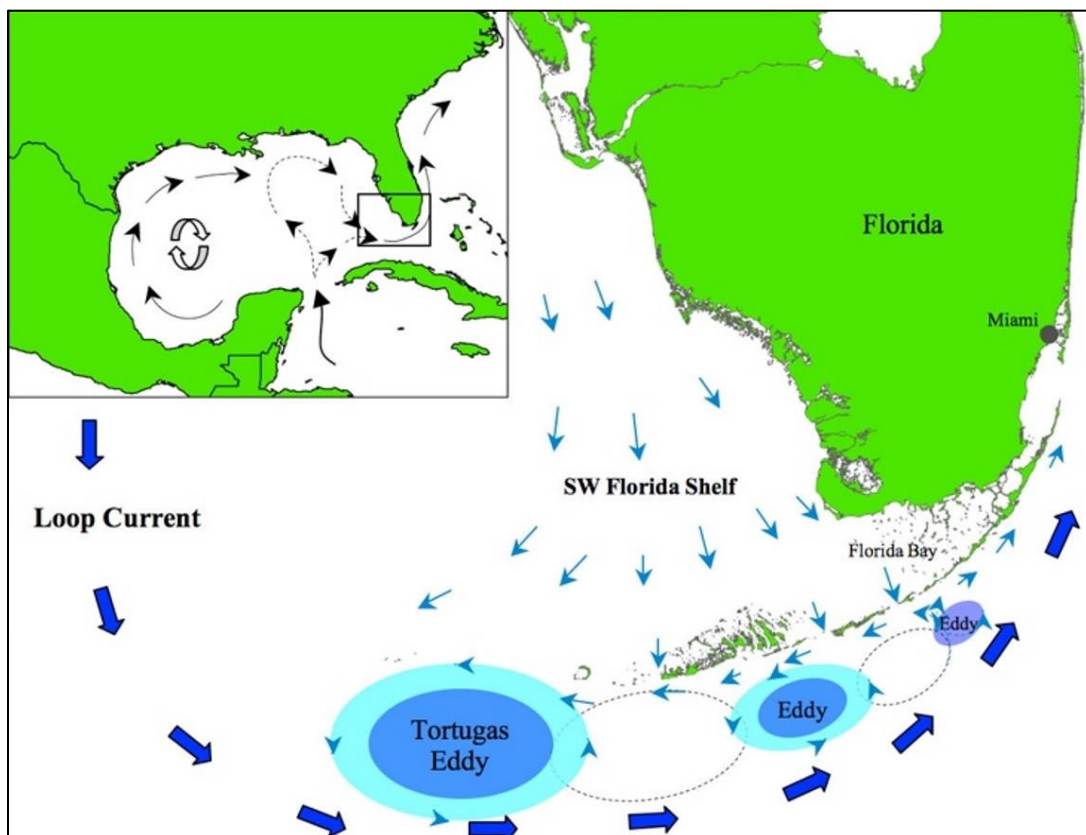 Florida
Miami
SW Florida Shelf
Loop Current
Florida Bay
Eddy
Eddy
Tortugas
Eddy